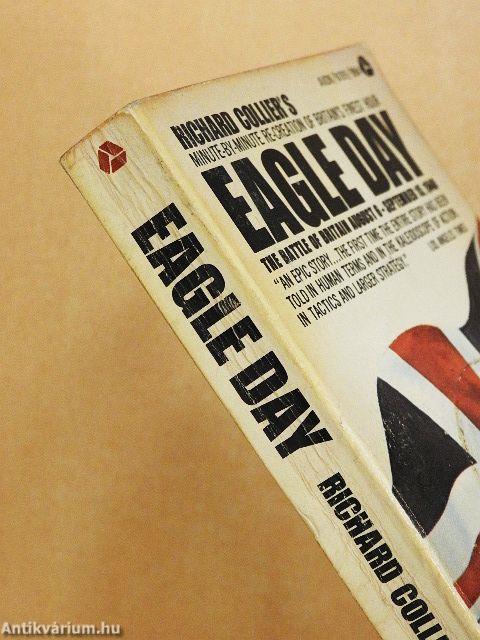 RICHARD COLLIER'S
MINUTE-BY-MINUTE RE-CREATION OF BRITAIN'S FINEST HOUR
EAGLE DAY
THE BATTLE OF BRITAIN AUGUST 6 - SEPTEMBER 15, 1940
"AN EPIC STORY...THE FIRST TIME THE ENTIRE STORY HAS BEEN
TOLD IN HUMAN TERMS AND IN THE KALEIDOSCOPE OF ACTION
IN TACTICS AND LARGER STRATEGY."
LOS ANGELES TIMES
EAGLE DAY
RICHARD COLLI
Antikvárium.hu